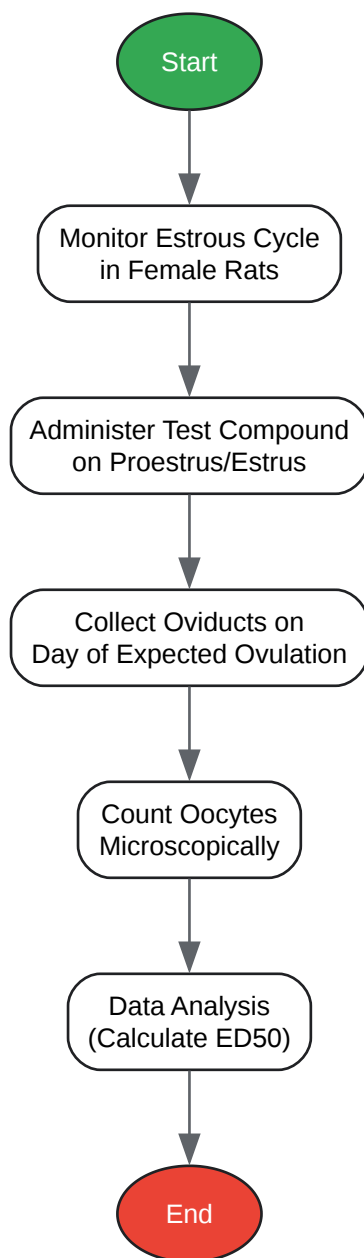 Start
Monitor Estrous Cycle
in Female Rats
Administer Test Compound
on Proestrus/Estrus
Collect Oviducts on
Day of Expected Ovulation
Count Oocytes
Microscopically
Data Analysis
(Calculate ED50)
End